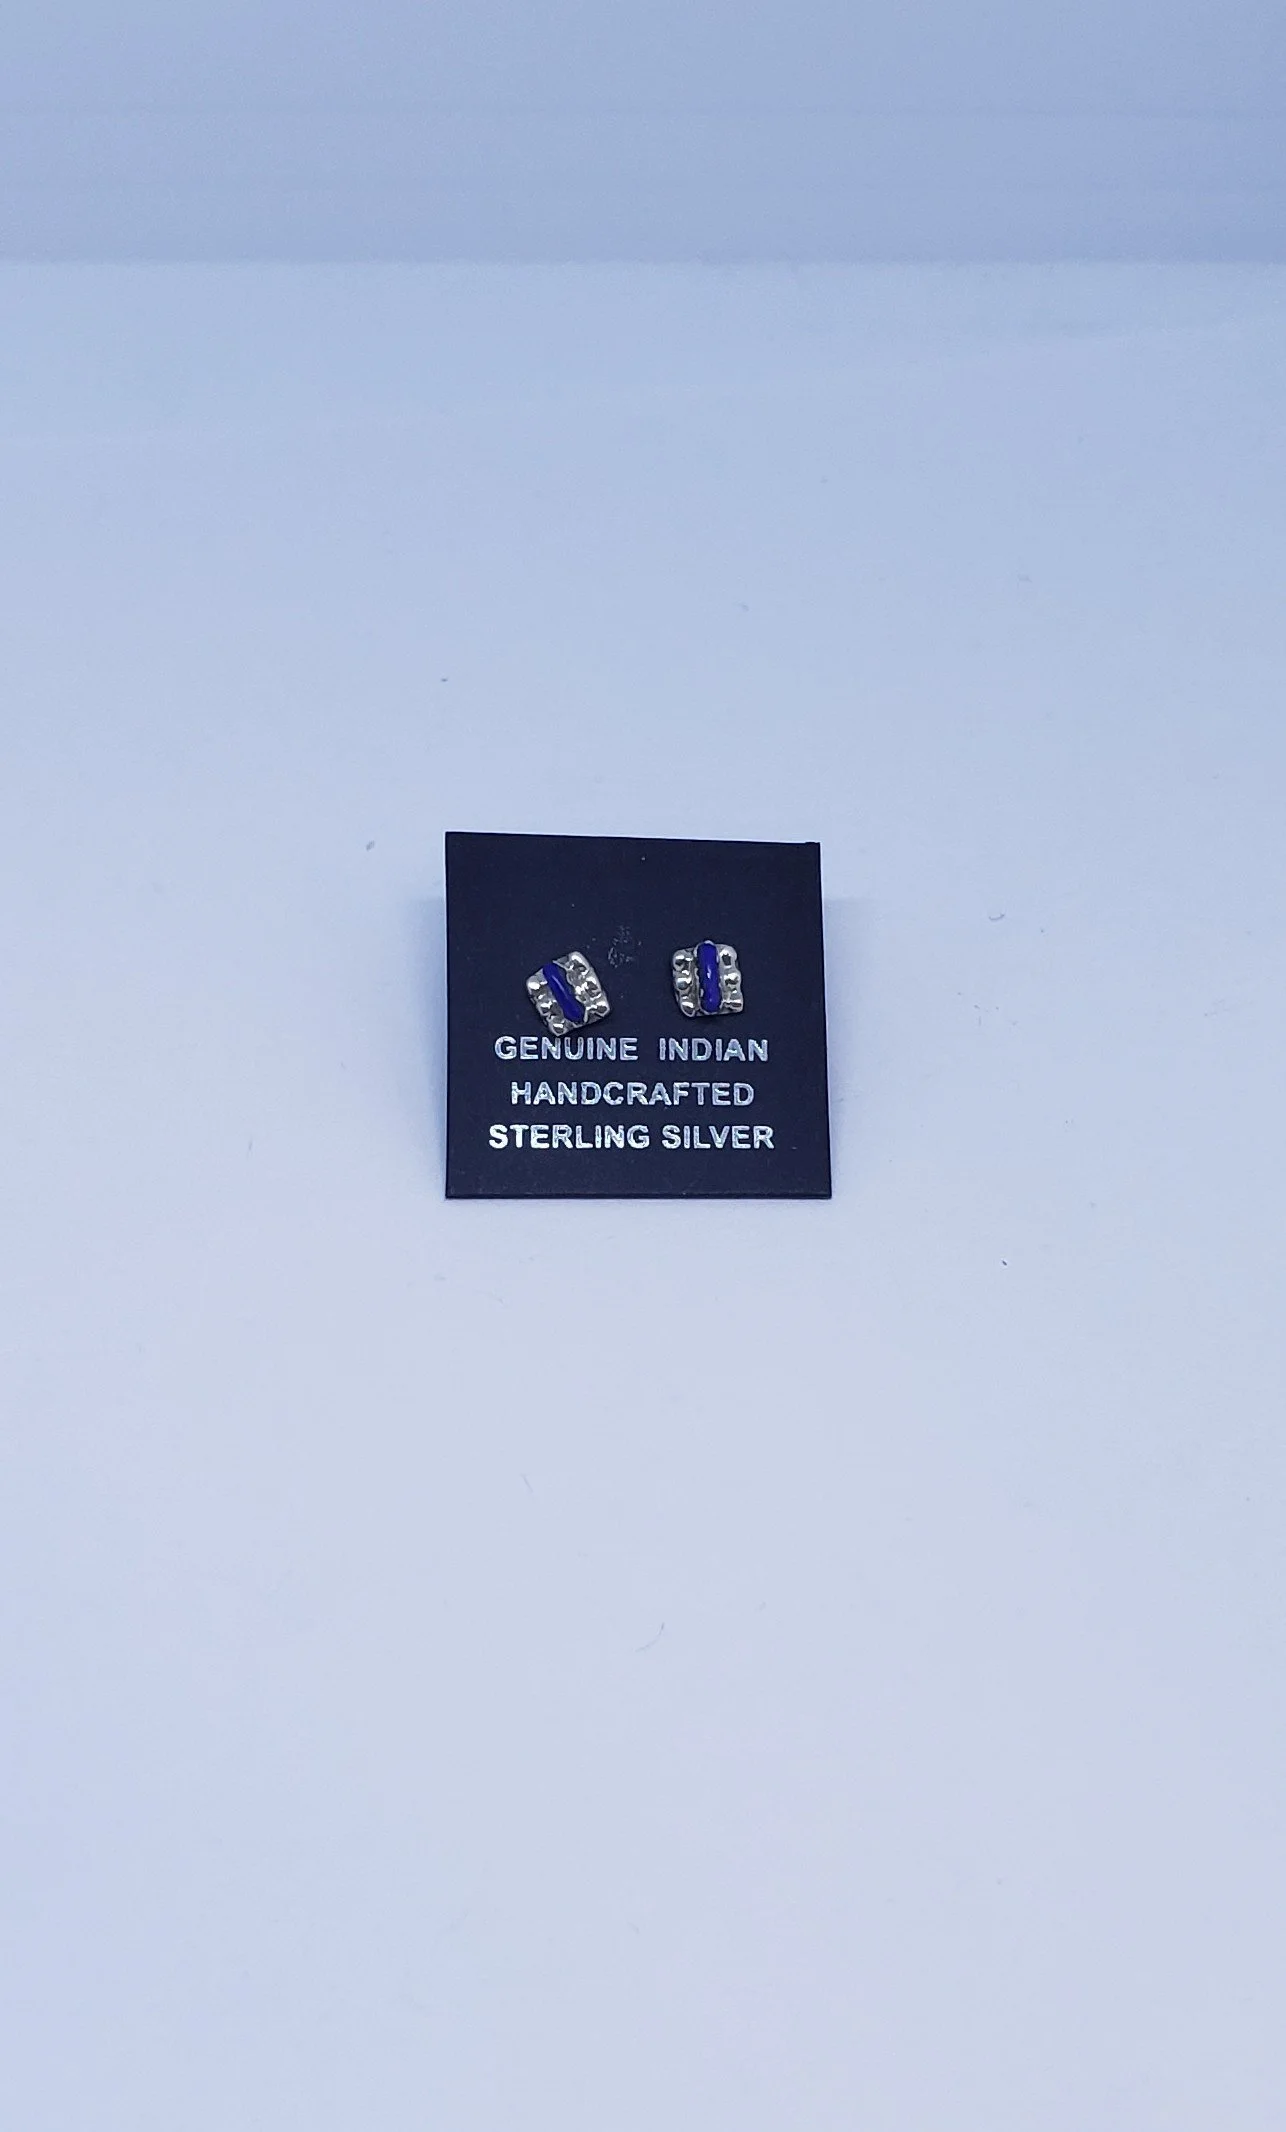 GENUINE INDIAN
HANDCRAFTED
STERLING SILVER